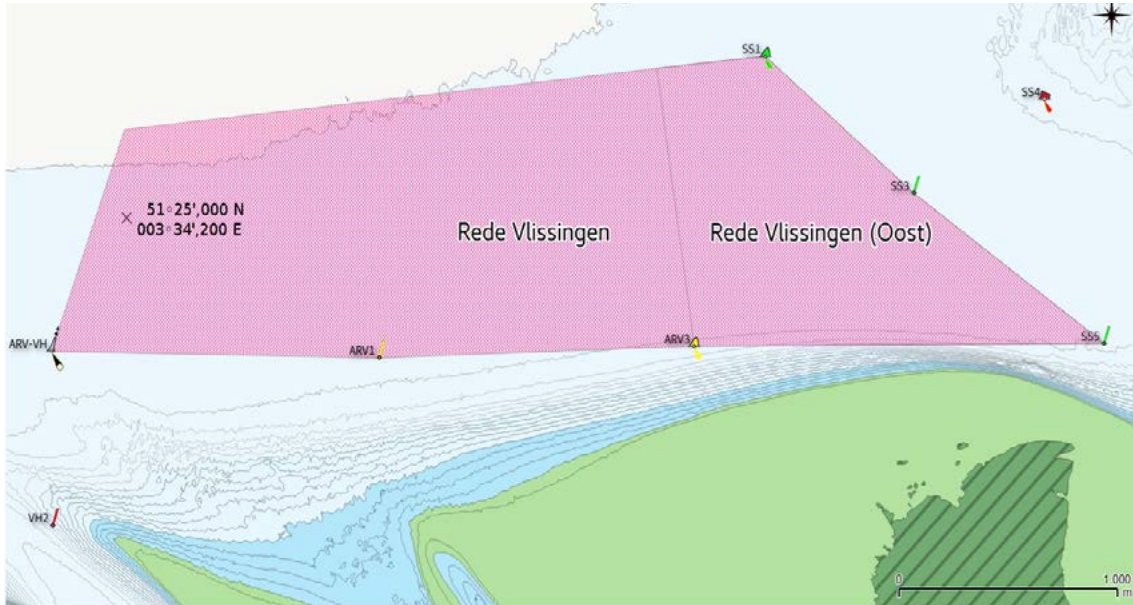 SS1
SS4
SS3
51°25',000 N
003°34',200 E
Rede Vlissingen
Rede Vlissingen (Oost)
ARV-VH
ARV1
ARV3
SS5
VH2
0
1 000
m